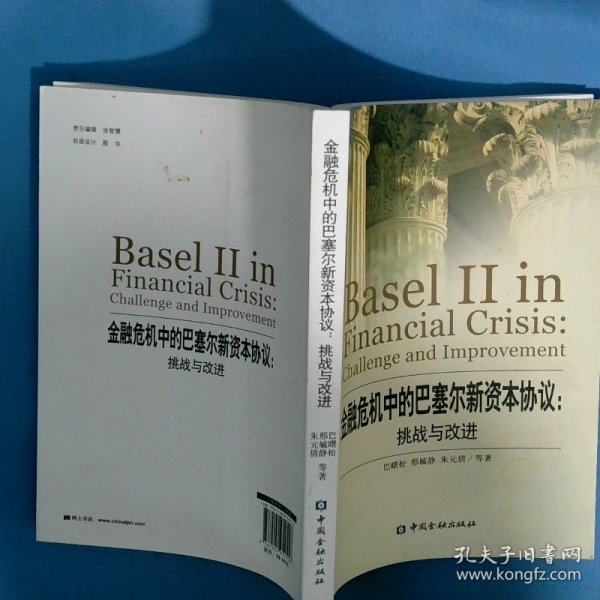 责任编辑 张智慧
封面设计 殷 华
Basel II in
Financial Crisis:
Challenge and Improvement
金融危机中的巴塞尔新资本协议:
挑战与改进
网上书店: www.chinafph.com
金融危机中的巴塞尔新资本协议: 挑战与改进
巴曙松
邢毓静
朱元倩
等著
中国金融出版社
Basel II in
Financial Crisis:
Challenge and Improvement
金融危机中的巴塞尔新资本协议:
挑战与改进
巴曙松 邢毓静 朱元倩/等著
中国金融出版社
孔夫子旧书网
www.kongfz.com